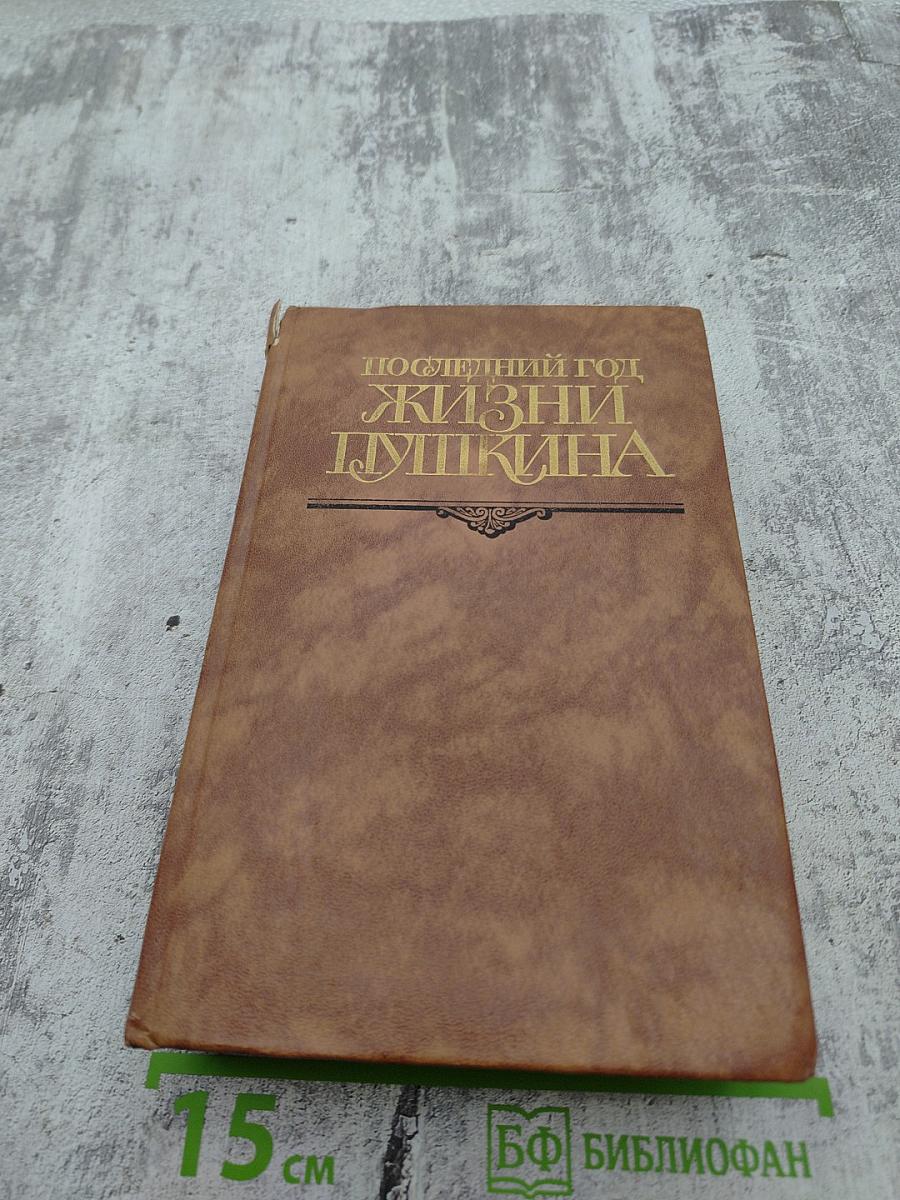 ПОСЛЕДНИЙ ГОД
ЖИЗНИ
ПУШКИНА
15 см
БФ БИБЛИОФАН